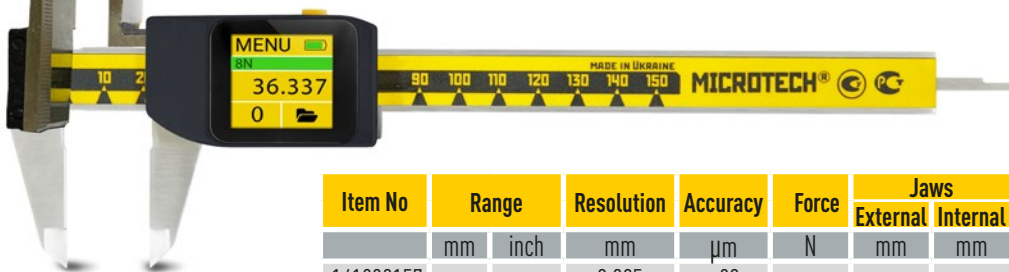 MENU
8N
36.337
0
10 2
90 100 110 120 130 140 150
MADE IN UKRAINE
MICROTECH®
Item No Range Resolution Accuracy Force Jaws
External Internal
mm inch mm µm N mm mm